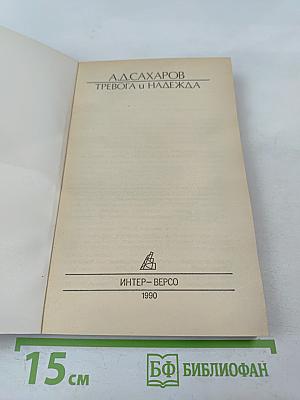 А.Д.САХАРОВ
ТРЕВОГА и НАДЕЖДА
ИНТЕР–ВЕРСО
1990
15 см
БФ БИБЛИОФАН